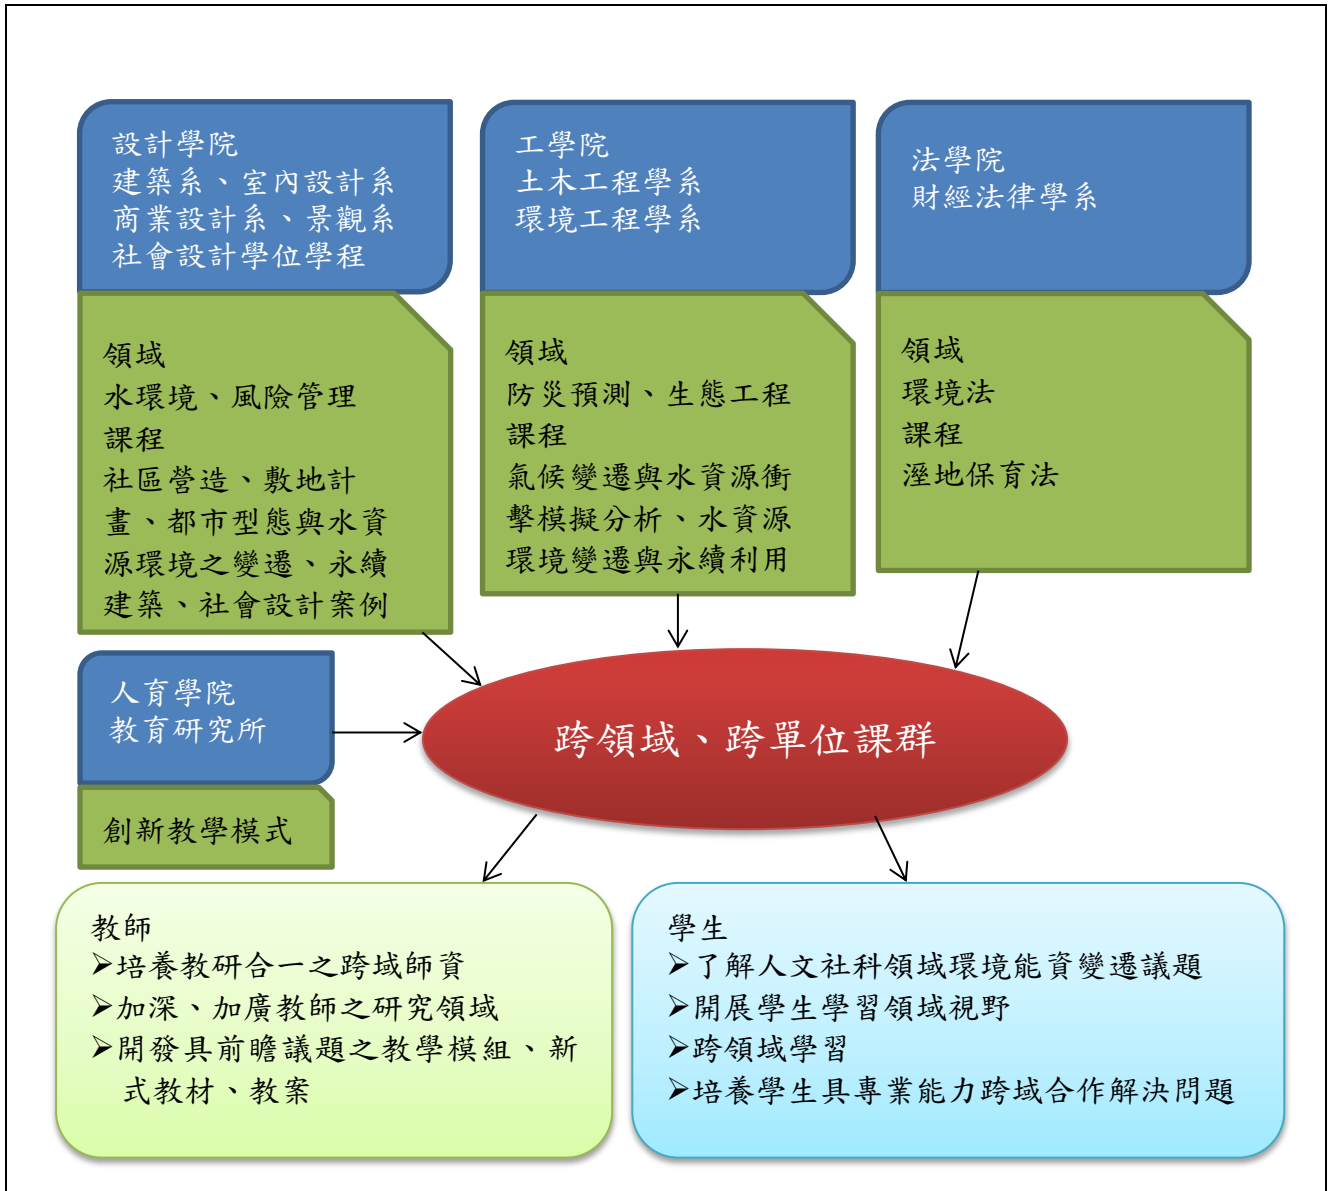 設計學院
建築系、室內設計系
商業設計系、景觀系
社會設計學位學程
領域
水環境、風險管理
課程
社區營造、敷地計
畫、都市型態與水資
源環境之變遷、永續
建築、社會設計案例
工學院
土木工程學系
環境工程學系
領域
防災預測、生態工程
課程
氣候變遷與水資源衝
擊模擬分析、水資源
環境變遷與永續利用
法學院
財經法律學系
領域
環境法
課程
溼地保育法
人育學院
教育研究所
創新教學模式
跨領域、跨單位課群
教師
➢培養教研合一之跨域師資
➢加深、加廣教師之研究領域
➢開發具前瞻議題之教學模組、新
式教材、教案
學生
➢了解人文社科領域環境能資變遷議題
➢開展學生學習領域視野
➢跨領域學習
➢培養學生具專業能力跨域合作解決問題